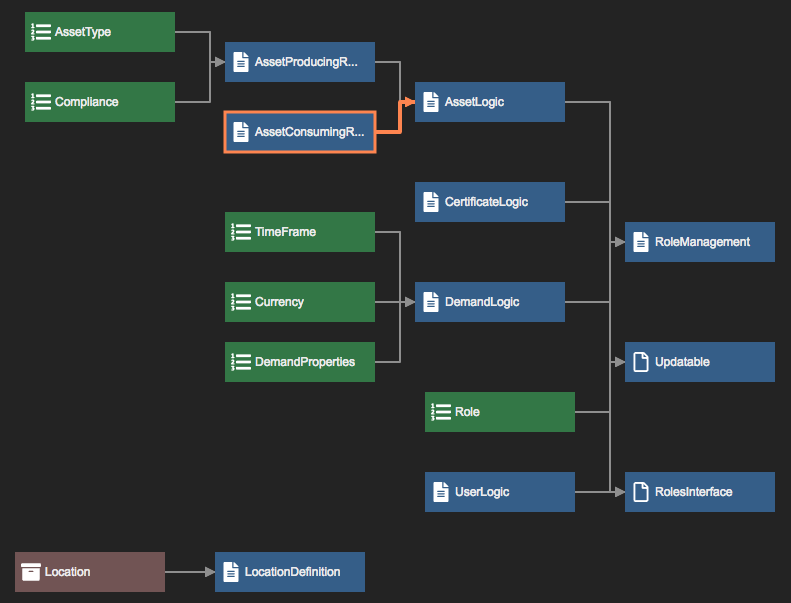 AssetType
AssetProducingR...
Compliance
AssetLogic
AssetConsumingR...
CertificateLogic
TimeFrame
RoleManagement
Currency
DemandLogic
DemandProperties
Updatable
Role
UserLogic
RolesInterface
Location
LocationDefinition